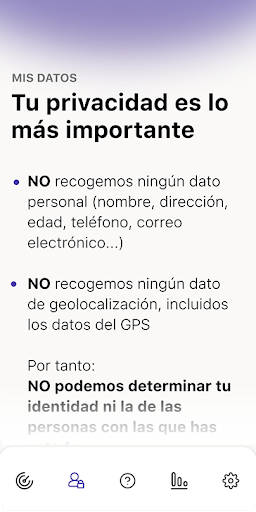 MIS DATOS
Tu privacidad es lo
más importante
• NO recogemos ningún dato
personal (nombre, dirección,
edad, teléfono, correo
electrónico...)
• NO recogemos ningún dato
de geolocalización, incluidos
los datos del GPS
Por tanto:
NO podemos determinar tu
identidad ni la de las
personas con las que has